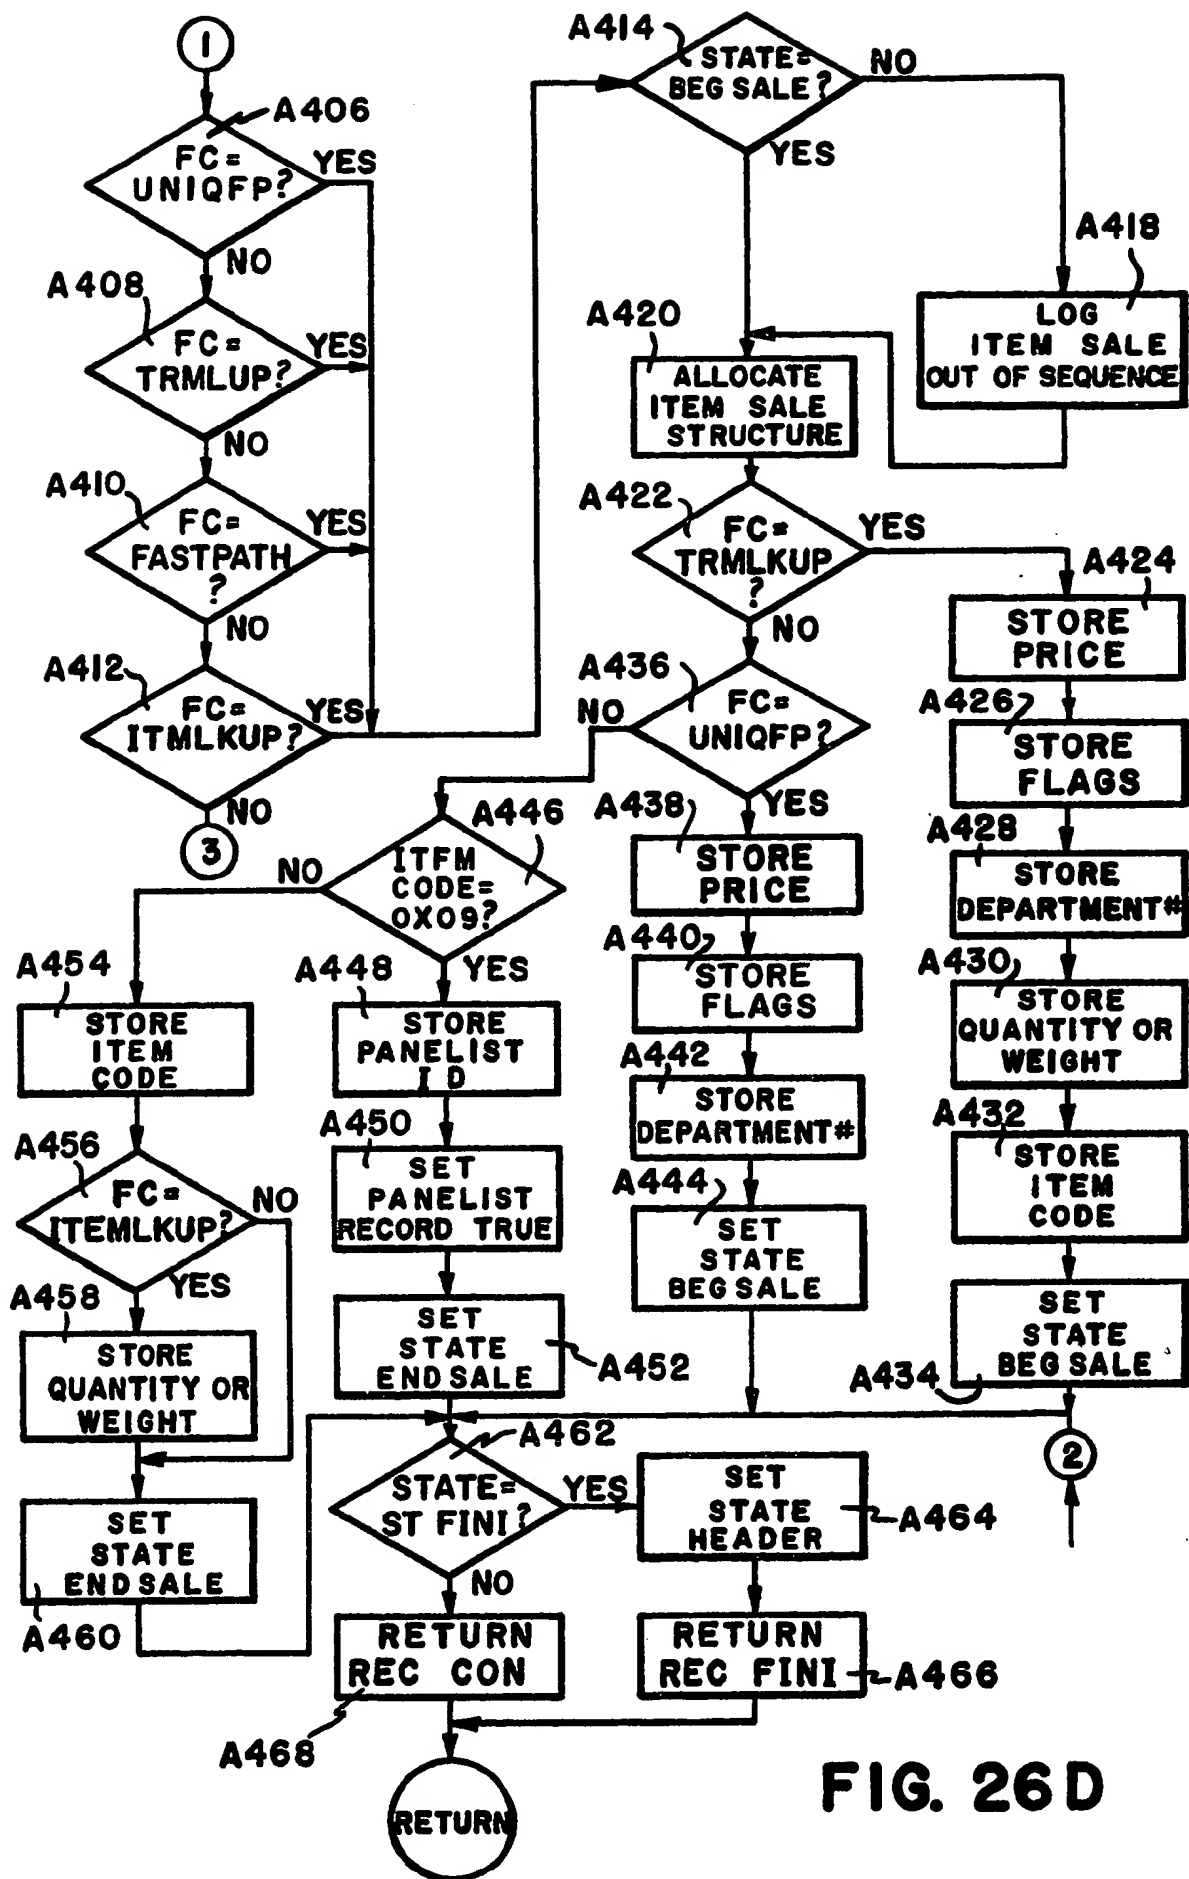 1
A406
FC=
UNIQFP?
YES
NO
A408
FC=
TRMLUP?
YES
NO
A410
FC=
FASTPATH
?
YES
NO
A412
FC=
ITMLKUP?
YES
NO
3
A414
STATE=
BEG SALE?
NO
YES
A418
LOG
ITEM SALE
OUT OF SEQUENCE
A420
ALLOCATE
ITEM SALE
STRUCTURE
A422
FC=
TRMLKUP
?
YES
NO
A424
STORE
PRICE
A426
STORE
FLAGS
A428
STORE
DEPARTMENT#
A430
STORE
QUANTITY OR
WEIGHT
A432
STORE
ITEM
CODE
SET
STATE
BEG SALE
A434
2
A436
FC=
UNIQFP?
NO
YES
A438
STORE
PRICE
A440
STORE
FLAGS
A442
STORE
DEPARTMENT#
A444
SET
STATE
BEG SALE
A446
ITFM
CODE=
0X09?
NO
YES
A448
STORE
PANELIST
ID
A450
SET
PANELIST
RECORD TRUE
SET
STATE
END SALE
A452
A454
STORE
ITEM
CODE
A456
FC=
ITEMLKUP?
NO
YES
A458
STORE
QUANTITY OR
WEIGHT
SET
STATE
END SALE
A460
A462
STATE=
ST FINI?
YES
NO
SET
STATE
HEADER
A464
RETURN
REC FINI
A466
RETURN
REC CON
A468
RETURN
FIG. 26D